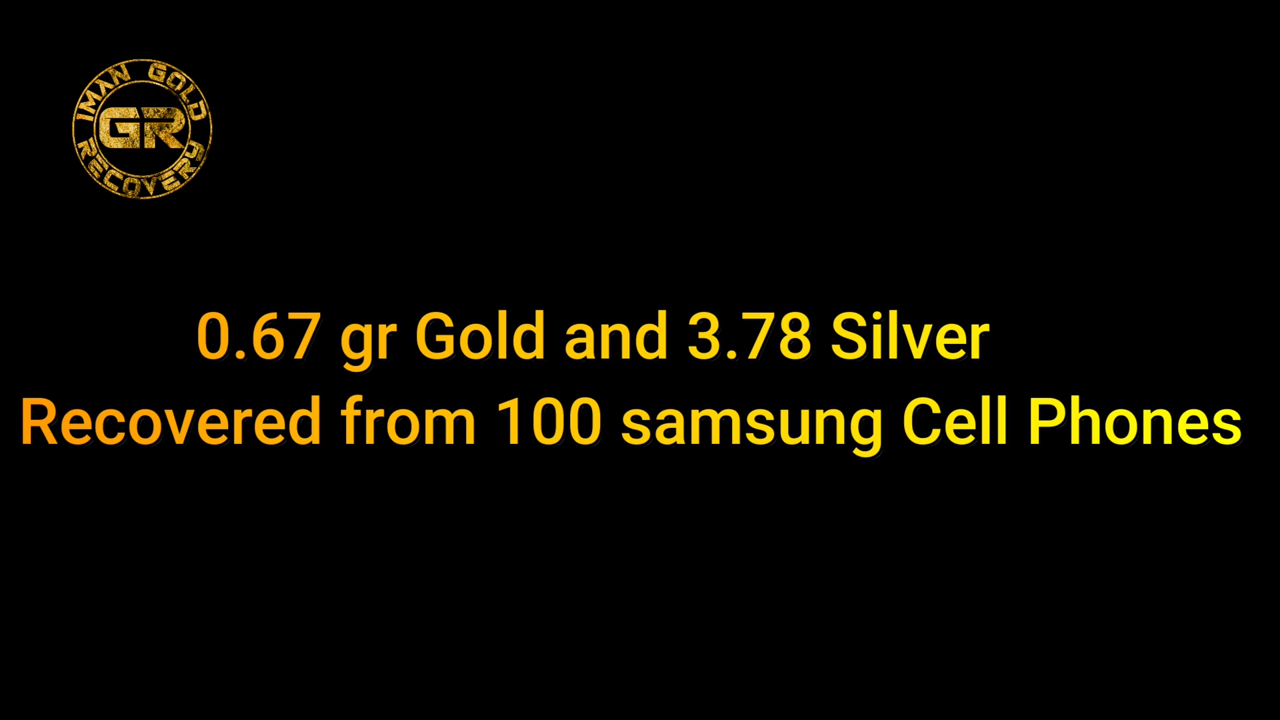 IMAN GOLD
GR
RECOVERY
0.67 gr Gold and 3.78 Silver
Recovered from 100 samsung Cell Phones